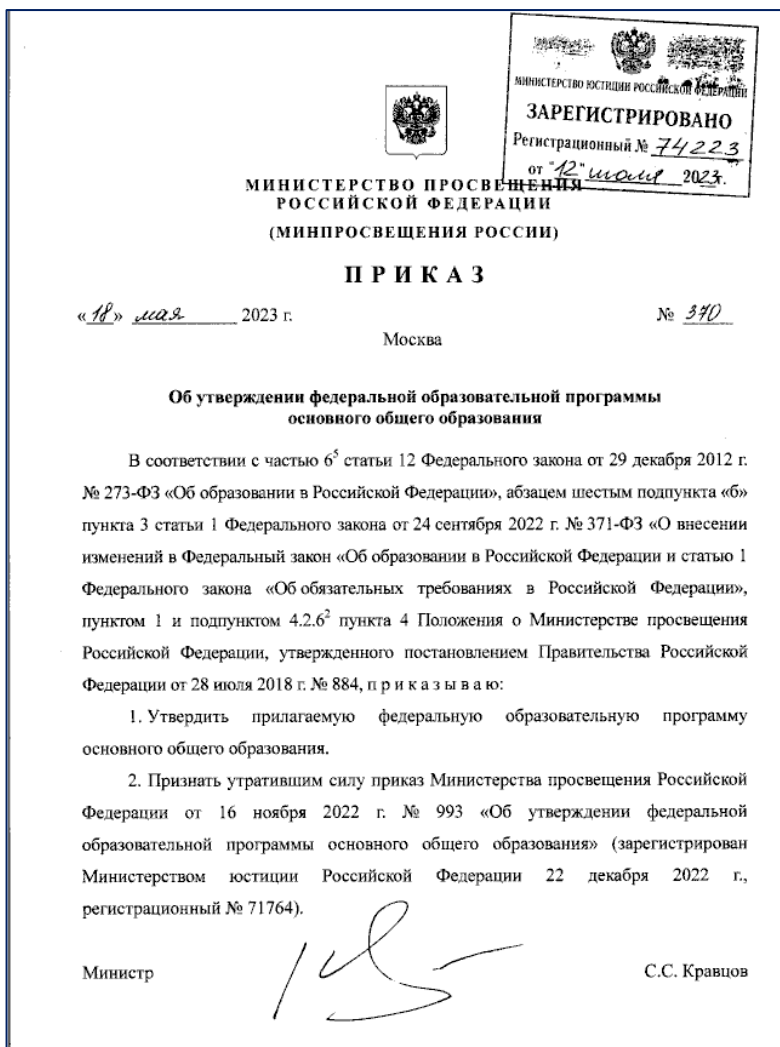 МИНИСТЕРСТВО ЮСТИЦИИ РОССИЙСКОЙ ФЕДЕРАЦИИ
ЗАРЕГИСТРИРОВАНО
Регистрационный № 74223
от "12" июля 2023г.
МИНИСТЕРСТВО ПРОСВЕЩЕНИЯ
РОССИЙСКОЙ ФЕДЕРАЦИИ
(МИНПРОСВЕЩЕНИЯ РОССИИ)
П Р И К А З
«18» мая 2023 г.
№ 370
Москва
Об утверждении федеральной образовательной программы
основного общего образования
В соответствии с частью 6⁵ статьи 12 Федерального закона от 29 декабря 2012 г.
№ 273-ФЗ «Об образовании в Российской Федерации», абзацем шестым подпункта «б»
пункта 3 статьи 1 Федерального закона от 24 сентября 2022 г. № 371-ФЗ «О внесении
изменений в Федеральный закон «Об образовании в Российской Федерации и статью 1
Федерального закона «Об обязательных требованиях в Российской Федерации»,
пунктом 1 и подпунктом 4.2.6² пункта 4 Положения о Министерстве просвещения
Российской Федерации, утвержденного постановлением Правительства Российской
Федерации от 28 июля 2018 г. № 884, п р и к а з ы в а ю:
1. Утвердить прилагаемую федеральную образовательную программу
основного общего образования.
2. Признать утратившим силу приказ Министерства просвещения Российской
Федерации от 16 ноября 2022 г. № 993 «Об утверждении федеральной
образовательной программы основного общего образования» (зарегистрирован
Министерством юстиции Российской Федерации 22 декабря 2022 г.,
регистрационный № 71764).
Министр
С.С. Кравцов